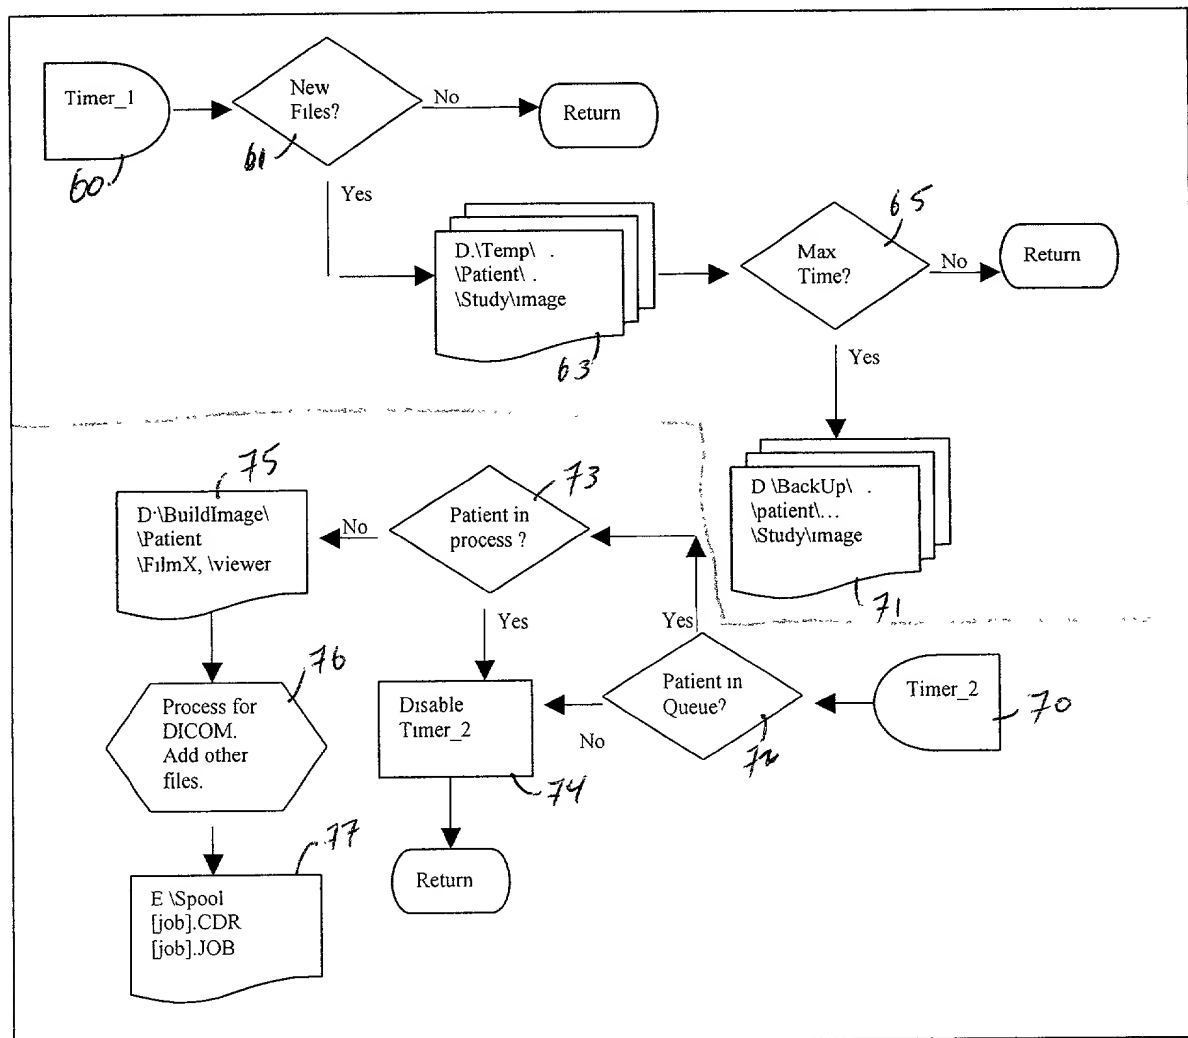 Timer_1
60
New
Files?
61
No
Return
Yes
D.\Temp\ .
\Patient\ .
\Study\image
63
Max
Time?
65
No
Return
Yes
D \BackUp\ .
\patient\...
\Study\image
71
75
D:\BuildImage\
\Patient
\FilmX, \viewer
No
73
Patient in
process ?
Yes
Yes
76
Process for
DICOM.
Add other
files.
Disable
Timer_2
74
No
Patient in
Queue?
72
Timer_2
70
77
E \Spool
[job].CDR
[job].JOB
Return